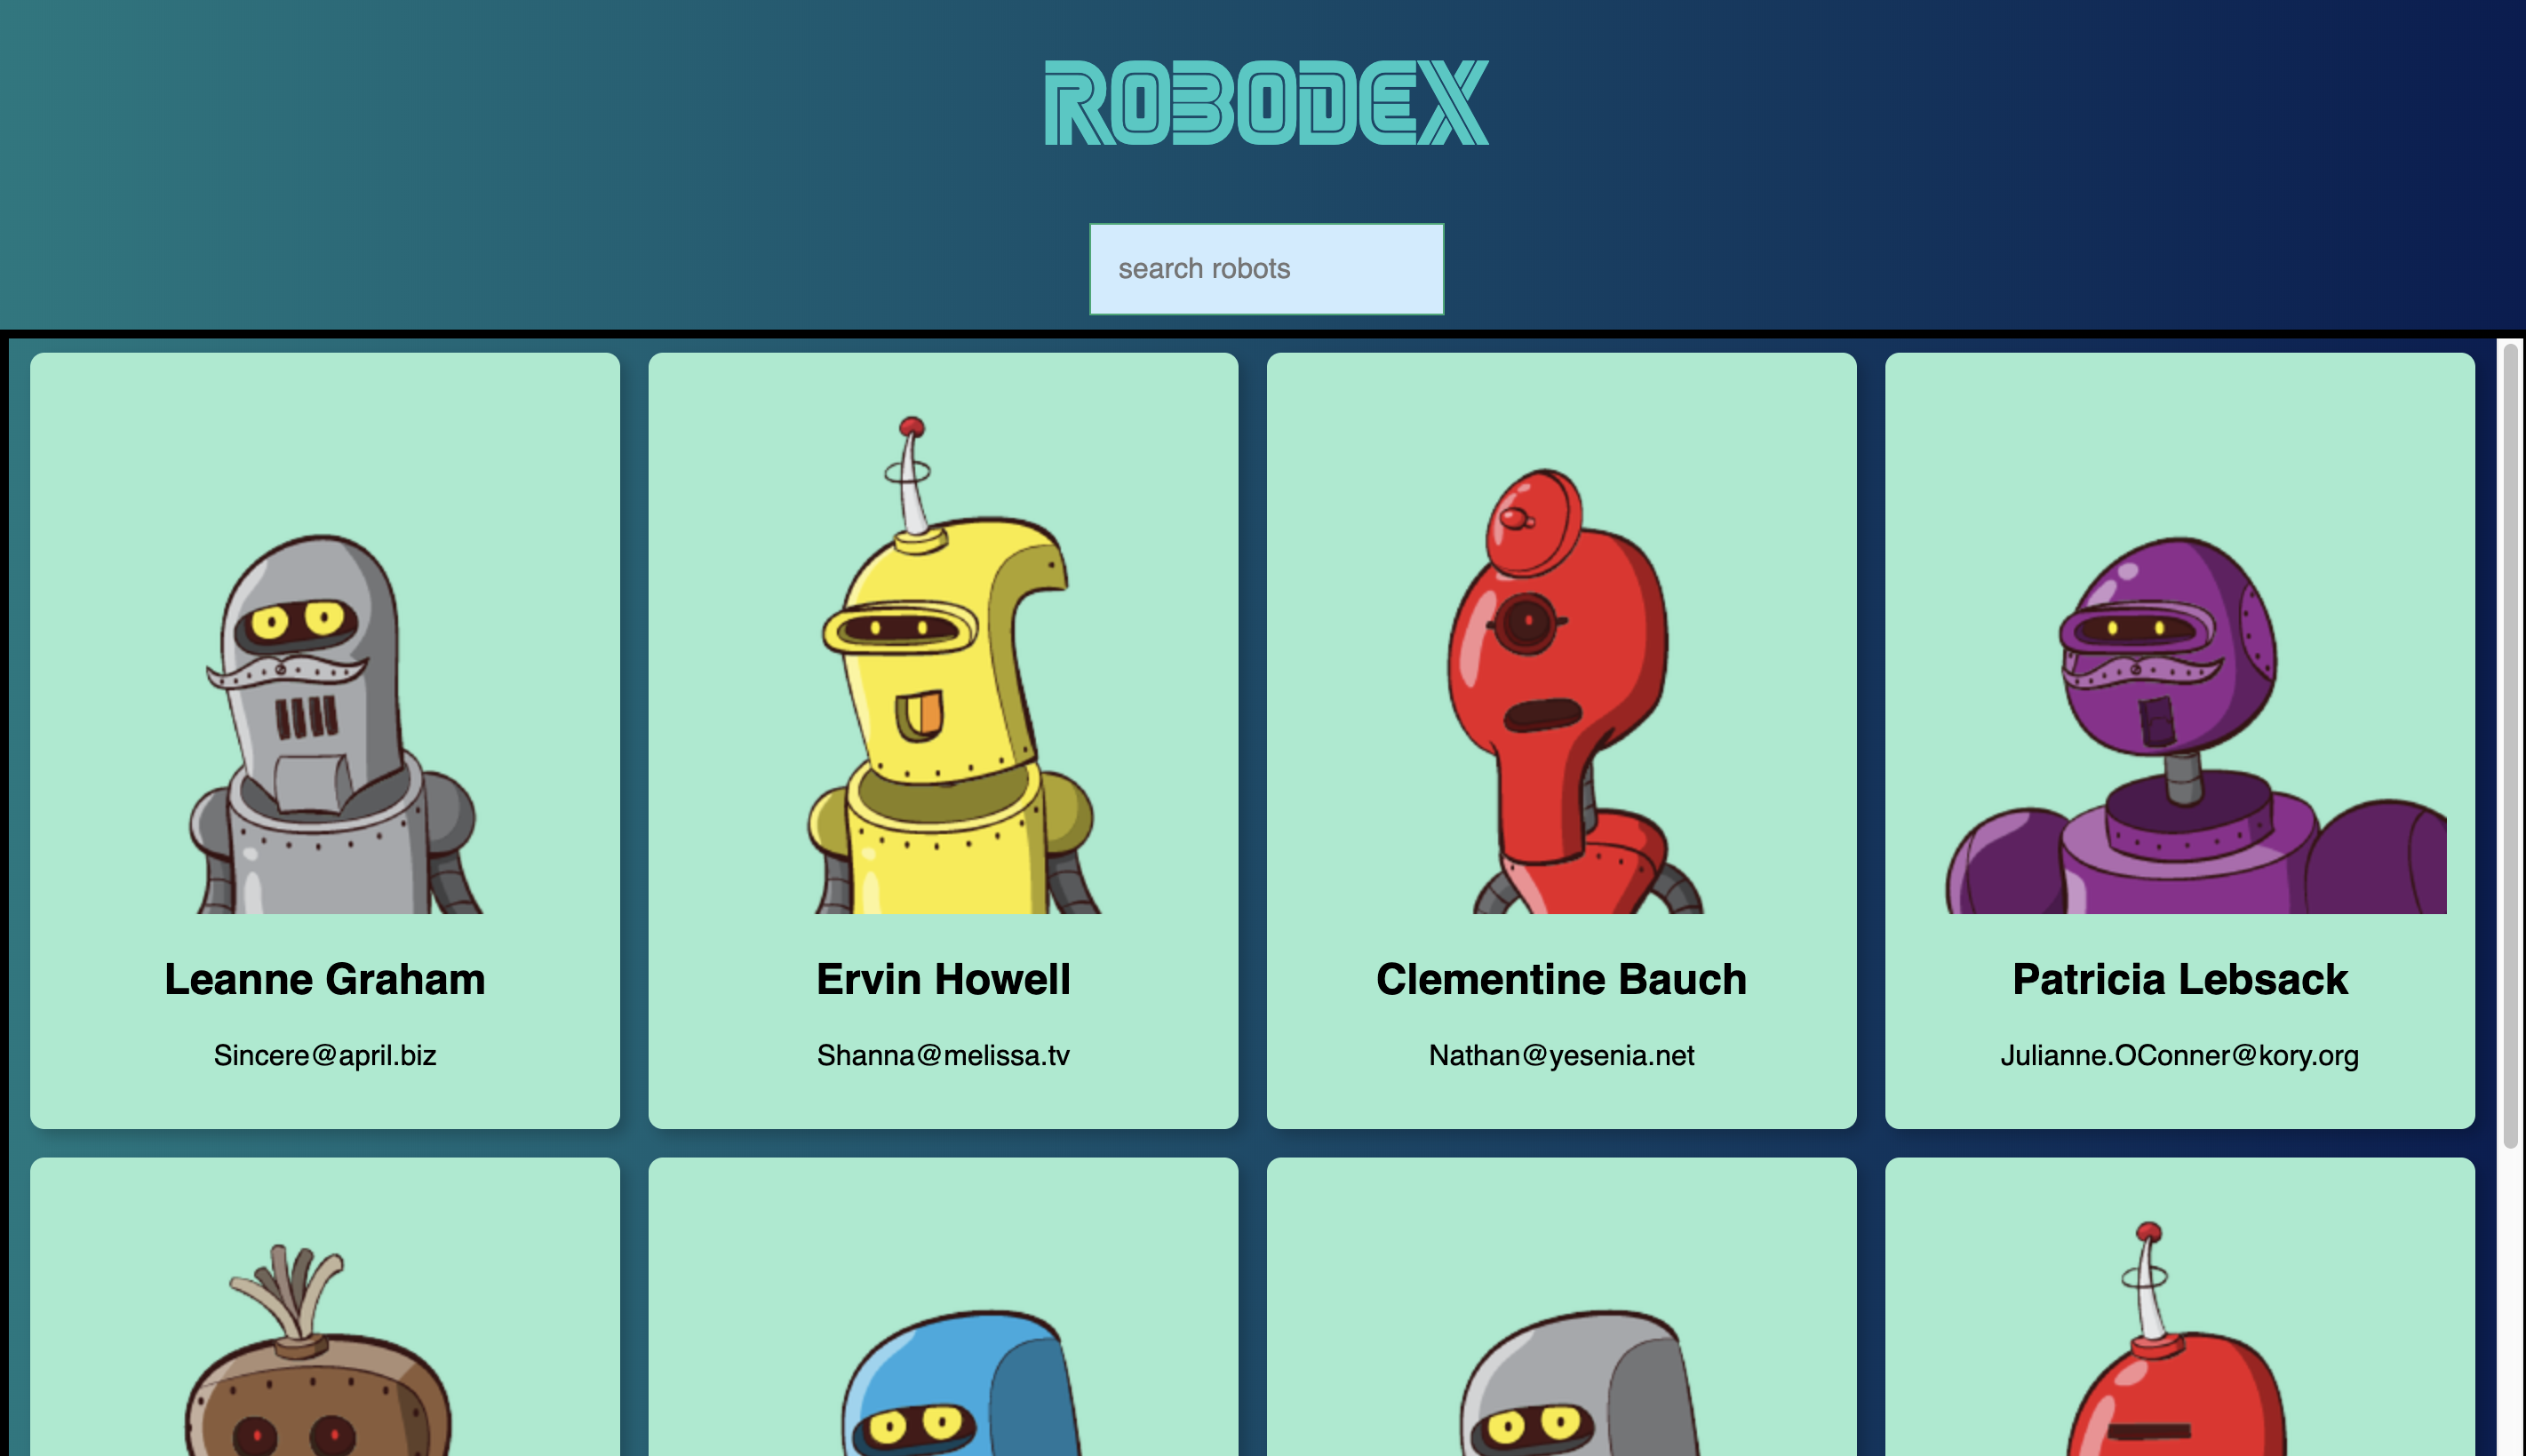 ROBODEX
search robots
Leanne Graham
Sincere@april.biz
Ervin Howell
Shanna@melissa.tv
Clementine Bauch
Nathan@yesenia.net
Patricia Lebsack
Julianne.OConner@kory.org